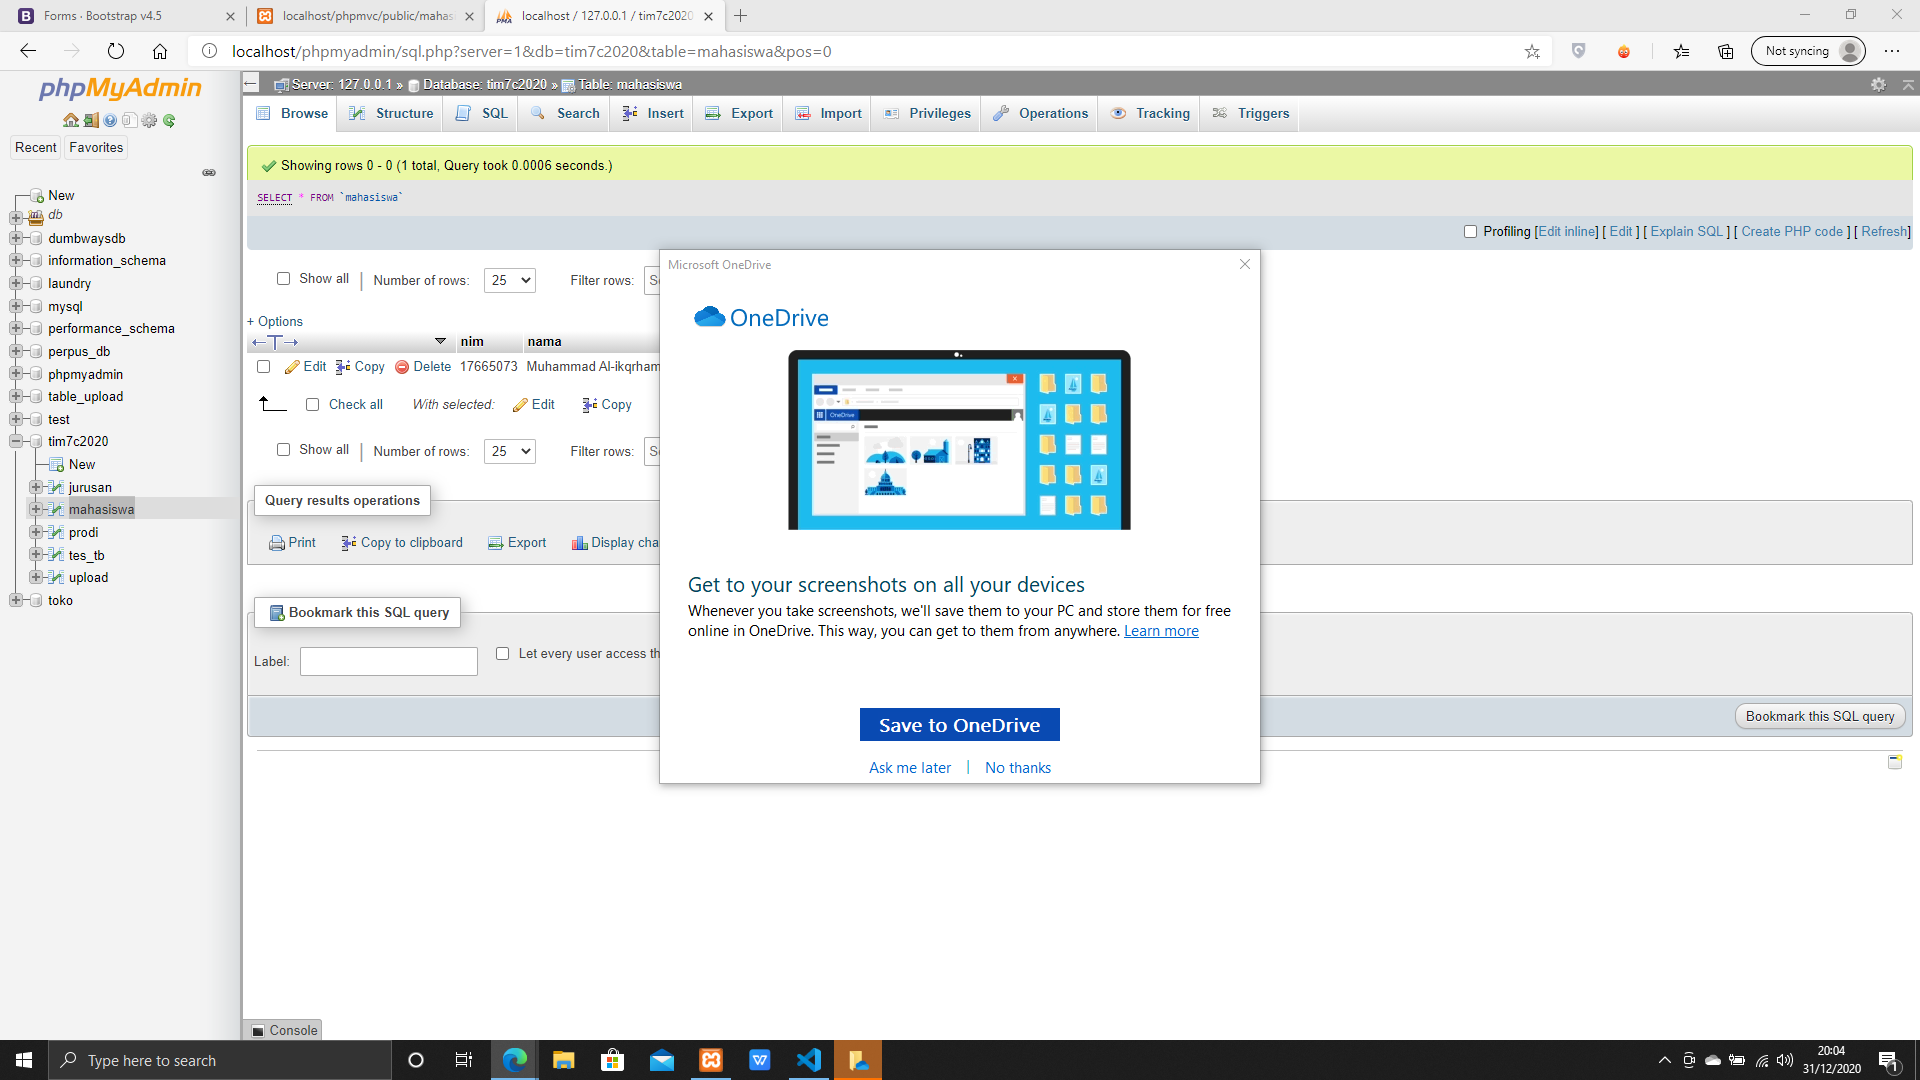 Forms · Bootstrap v4.5
localhost/phpmvc/public/mahas
localhost / 127.0.0.1 / tim7c2020
localhost/phpmyadmin/sql.php?server=1&db=tim7c2020&table=mahasiswa&pos=0
Not syncing
phpMyAdmin
Server: 127.0.0.1 » Database: tim7c2020 » Table: mahasiswa
Browse Structure SQL Search Insert Export Import Privileges Operations Tracking Triggers
Recent Favorites
New
db
dumbwaysdb
information_schema
laundry
mysql
performance_schema
perpus_db
phpmyadmin
table_upload
test
tim7c2020
New
jurusan
mahasiswa
prodi
tes_tb
upload
toko
Showing rows 0 - 0 (1 total, Query took 0.0006 seconds.)
SELECT * FROM `mahasiswa`
Profiling [Edit inline] [ Edit ] [ Explain SQL ] [ Create PHP code ] [ Refresh]
Show all | Number of rows: 25 Filter rows:
+ Options
nim nama
Edit Copy Delete 17665073 Muhammad Al-ikqrham
Check all With selected: Edit Copy
Show all | Number of rows: 25 Filter rows:
Query results operations
Print Copy to clipboard Export Display cha
Bookmark this SQL query
Label: Let every user access th
Bookmark this SQL query
Console
Microsoft OneDrive
OneDrive
OneDrive
Get to your screenshots on all your devices
Whenever you take screenshots, we'll save them to your PC and store them for free
online in OneDrive. This way, you can get to them from anywhere. Learn more
Save to OneDrive
Ask me later | No thanks
Type here to search
20:04
31/12/2020
1